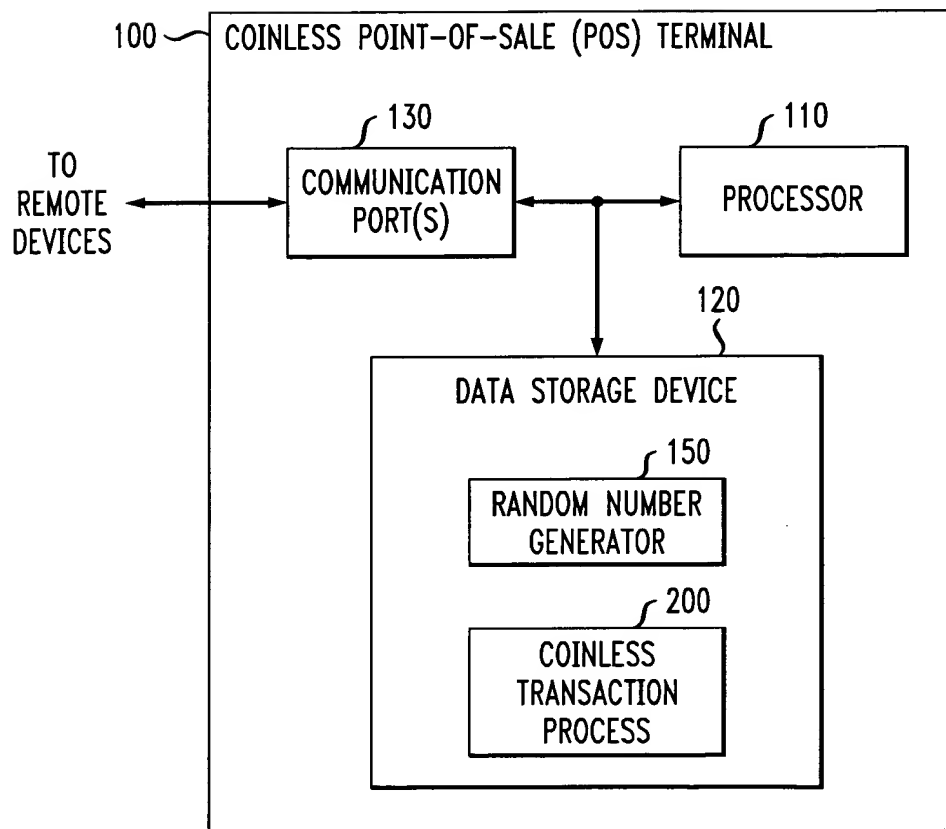 100
COINLESS POINT-OF-SALE (POS) TERMINAL
130
110
TO
REMOTE
DEVICES
COMMUNICATION
PORT(S)
PROCESSOR
120
DATA STORAGE DEVICE
150
RANDOM NUMBER
GENERATOR
200
COINLESS
TRANSACTION
PROCESS